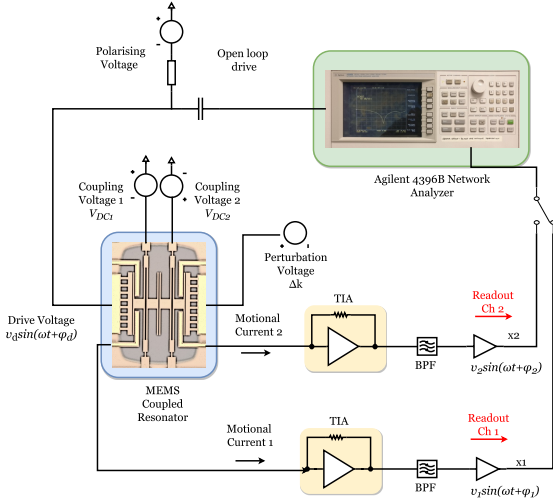 Polarising
Voltage
Open loop
drive
Agilent 4396B Network
Analyzer
Coupling
Voltage 1
V_DC1
Coupling
Voltage 2
V_DC2
Perturbation
Voltage
Δk
Drive Voltage
v_d sin(ωt+φ_d)
MEMS
Coupled
Resonator
Motional
Current 2
TIA
BPF
Readout
Ch 2
x2
v_2 sin(ωt+φ_2)
Motional
Current 1
TIA
BPF
Readout
Ch 1
x1
v_1 sin(ωt+φ_1)